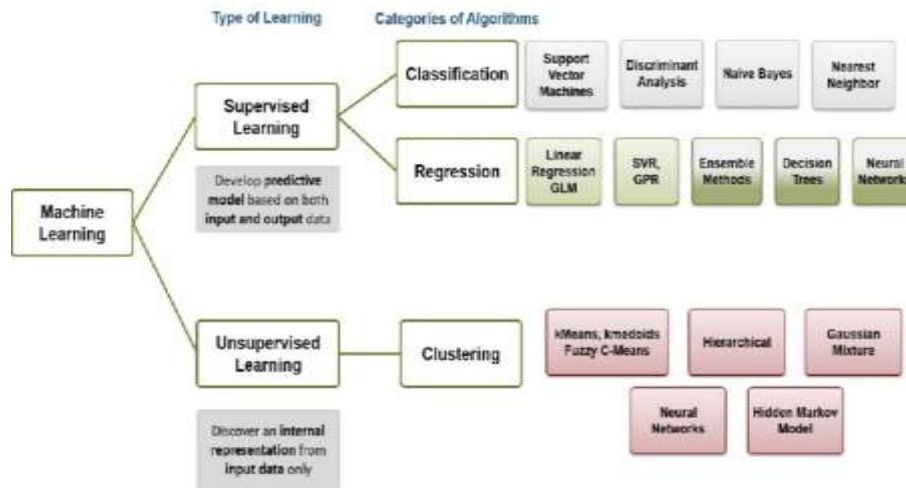 Type of Learning
Categories of Algorithms
Machine
Learning
Supervised
Learning
Develop predictive
model based on both
input and output data
Classification
Support
Vector
Machines
Discriminant
Analysis
Naive Bayes
Nearest
Neighbor
Regression
Linear
Regression
GLM
SVR,
GPR
Ensemble
Methods
Decision
Trees
Neural
Networks
Unsupervised
Learning
Discover an internal
representation from
input data only
Clustering
kMeans, kmedoids
Fuzzy C-Means
Hierarchical
Gaussian
Mixture
Neural
Networks
Hidden Markov
Model